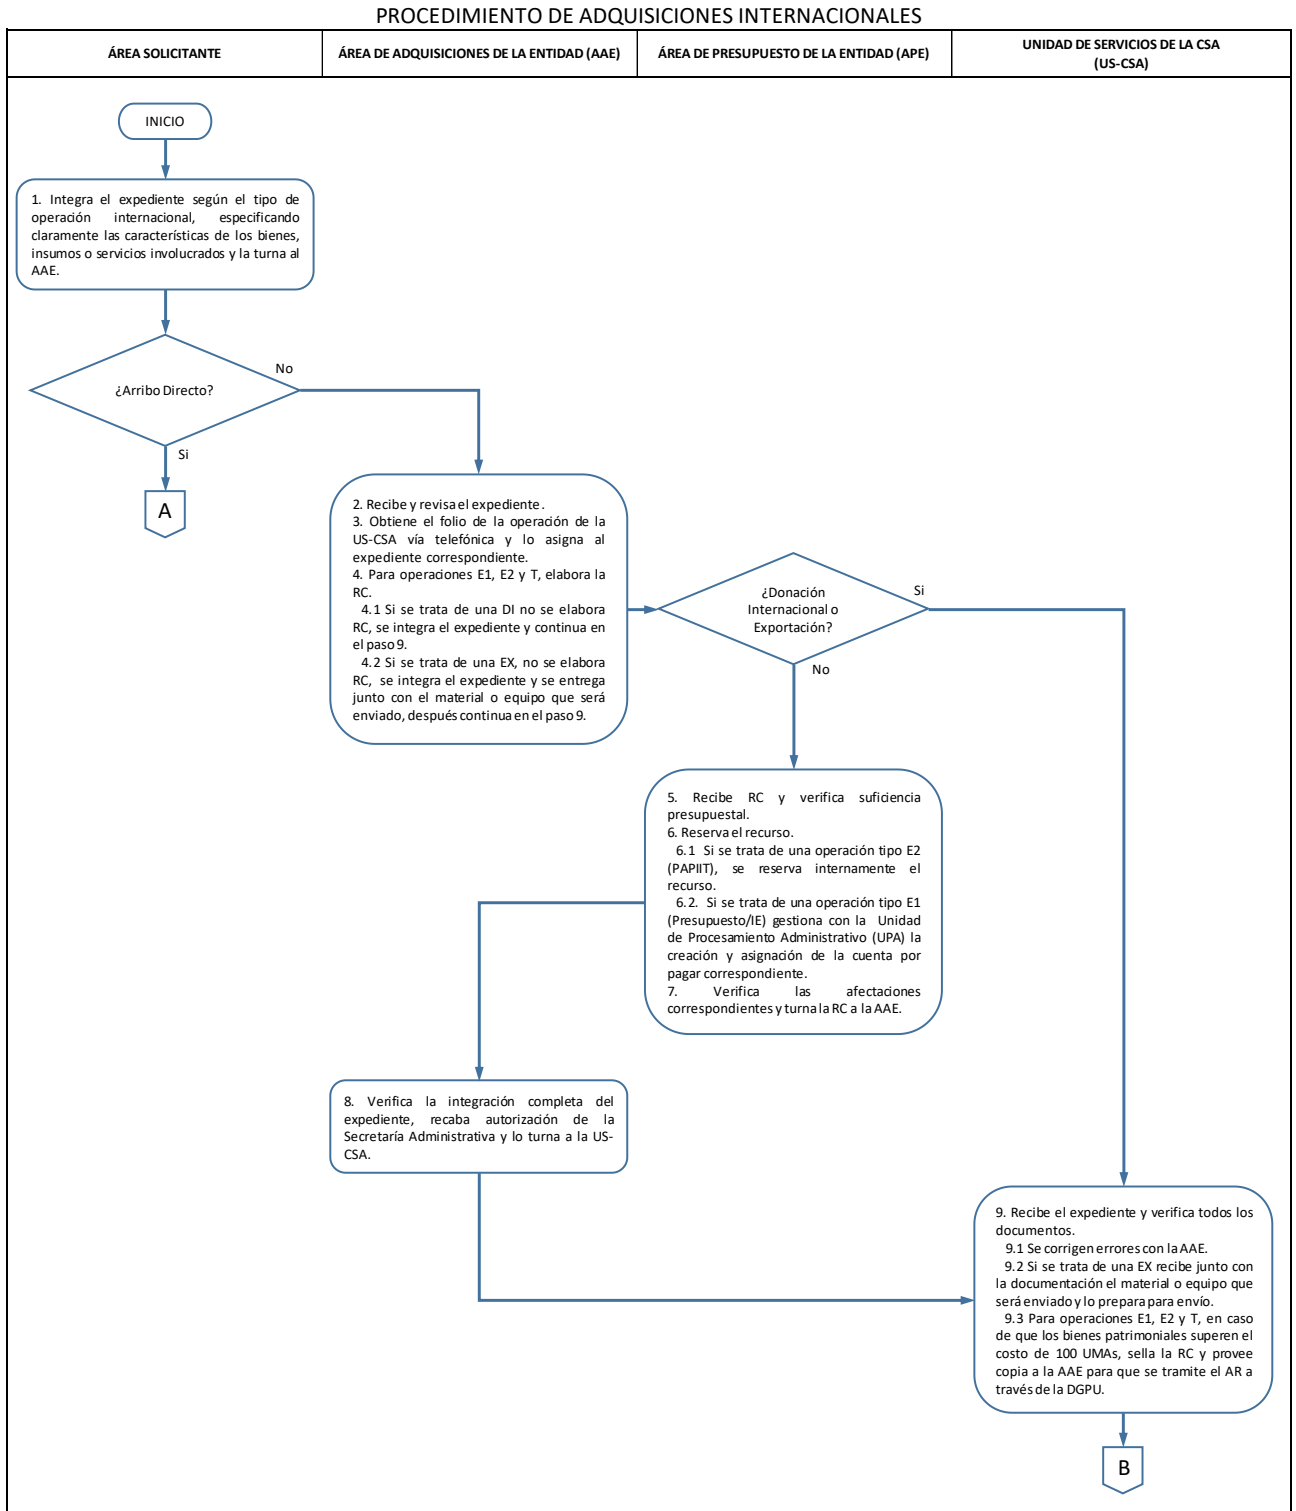 PROCEDIMIENTO DE ADQUISICIONES INTERNACIONALES
ÁREA SOLICITANTE
ÁREA DE ADQUISICIONES DE LA ENTIDAD (AAE)
ÁREA DE PRESUPUESTO DE LA ENTIDAD (APE)
UNIDAD DE SERVICIOS DE LA CSA
(US-CSA)
INICIO
1. Integra el expediente según el tipo de
operación internacional, especificando
claramente las características de los bienes,
insumos o servicios involucrados y la turna al
AAE.
¿Arribo Directo?
No
Si
A
2. Recibe y revisa el expediente.
3. Obtiene el folio de la operación de la
US-CSA vía telefónica y lo asigna al
expediente correspondiente.
4. Para operaciones E1, E2 y T, elabora la
RC.
4.1 Si se trata de una DI no se elabora
RC, se integra el expediente y continua en
el paso 9.
4.2 Si se trata de una EX, no se elabora
RC, se integra el expediente y se entrega
junto con el material o equipo que será
enviado, después continua en el paso 9.
¿Donación
Internacional o
Exportación?
Si
No
5. Recibe RC y verifica suficiencia
presupuestal.
6. Reserva el recurso.
6.1 Si se trata de una operación tipo E2
(PAPIIT), se reserva internamente el
recurso.
6.2. Si se trata de una operación tipo E1
(Presupuesto/IE) gestiona con la Unidad
de Procesamiento Administrativo (UPA) la
creación y asignación de la cuenta por
pagar correspondiente.
7. Verifica las afectaciones
correspondientes y turna la RC a la AAE.
8. Verifica la integración completa del
expediente, recaba autorización de la
Secretaría Administrativa y lo turna a la US-
CSA.
9. Recibe el expediente y verifica todos los
documentos.
9.1 Se corrigen errores con la AAE.
9.2 Si se trata de una EX recibe junto con
la documentación el material o equipo que
será enviado y lo prepara para envío.
9.3 Para operaciones E1, E2 y T, en caso
de que los bienes patrimoniales superen el
costo de 100 UMAs, sella la RC y provee
copia a la AAE para que se tramite el AR a
través de la DGPU.
B